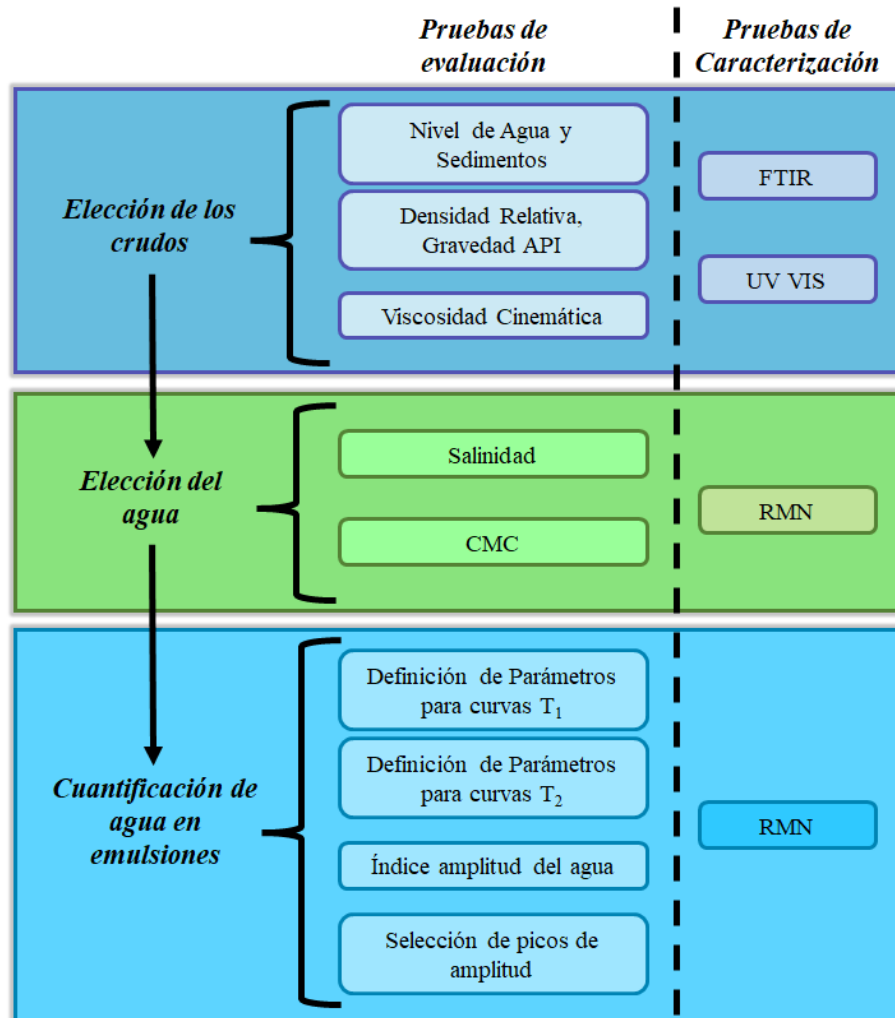 Pruebas de
evaluación
Pruebas de
Caracterización
Elección de los
crudos
Nivel de Agua y
Sedimentos
Densidad Relativa,
Gravedad API
Viscosidad Cinemática
FTIR
UV VIS
Elección del
agua
Salinidad
CMC
RMN
Cuantificación de
agua en
emulsiones
Definición de Parámetros
para curvas T₁
Definición de Parámetros
para curvas T₂
Índice amplitud del agua
Selección de picos de
amplitud
RMN